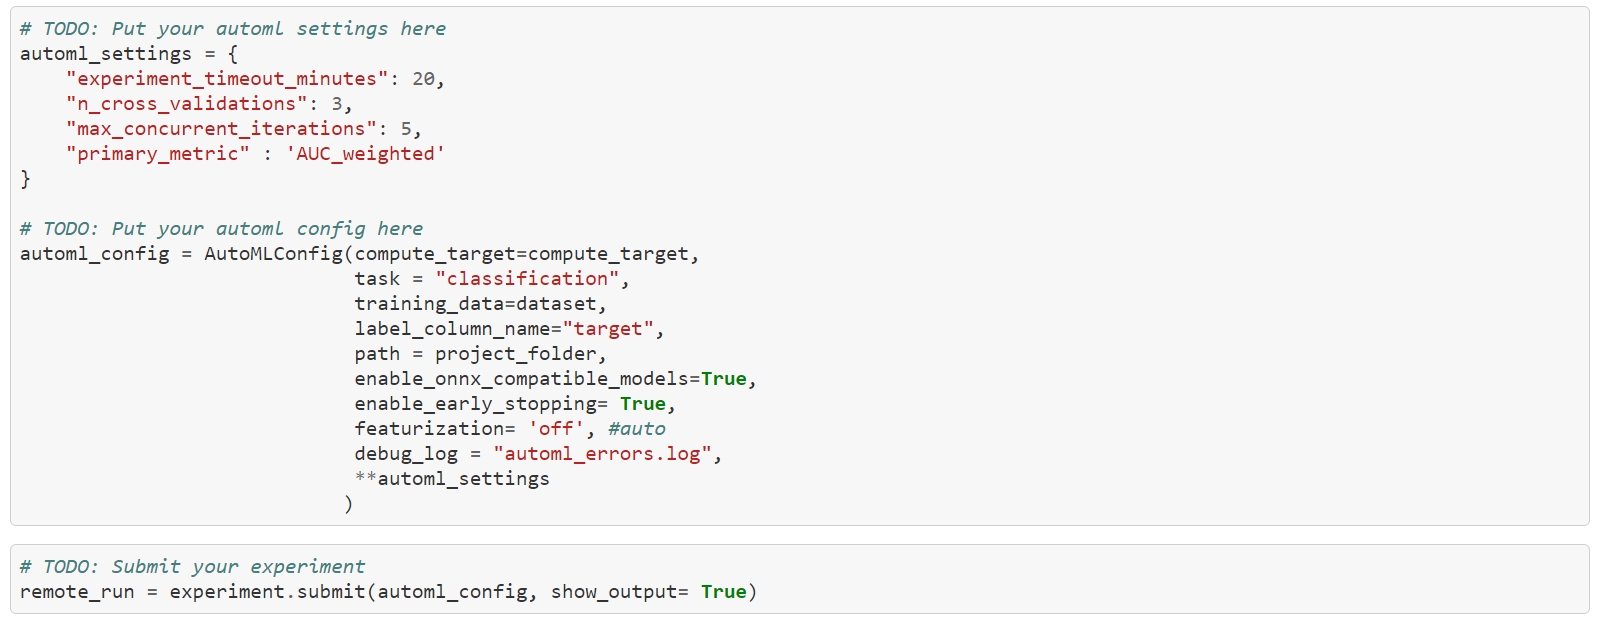 # TODO: Put your automl settings here
automl_settings = {
    "experiment_timeout_minutes": 20,
    "n_cross_validations": 3,
    "max_concurrent_iterations": 5,
    "primary_metric" : 'AUC_weighted'
}

# TODO: Put your automl config here
automl_config = AutoMLConfig(compute_target=compute_target,
                             task = "classification",
                             training_data=dataset,
                             label_column_name="target",
                             path = project_folder,
                             enable_onnx_compatible_models=True,
                             enable_early_stopping= True,
                             featurization= 'off', #auto
                             debug_log = "automl_errors.log",
                             **automl_settings
                            )

# TODO: Submit your experiment
remote_run = experiment.submit(automl_config, show_output= True)